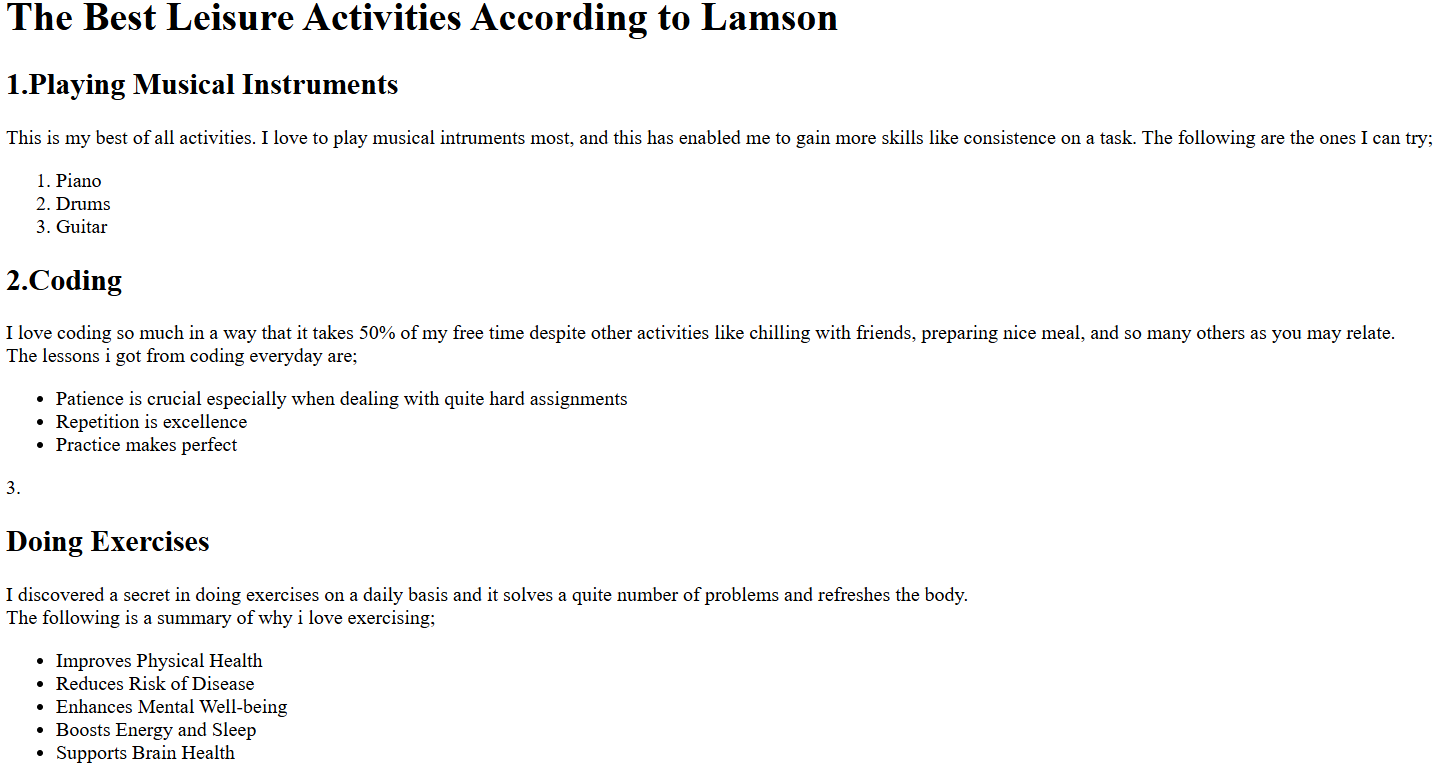 The Best Leisure Activities According to Lamson
1.Playing Musical Instruments
This is my best of all activities. I love to play musical intruments most, and this has enabled me to gain more skills like consistence on a task. The following are the ones I can try;
1. Piano
2. Drums
3. Guitar
2.Coding
I love coding so much in a way that it takes 50% of my free time despite other activities like chilling with friends, preparing nice meal, and so many others as you may relate.
The lessons i got from coding everyday are;
• Patience is crucial especially when dealing with quite hard assignments
• Repetition is excellence
• Practice makes perfect
3.
Doing Exercises
I discovered a secret in doing exercises on a daily basis and it solves a quite number of problems and refreshes the body.
The following is a summary of why i love exercising;
• Improves Physical Health
• Reduces Risk of Disease
• Enhances Mental Well-being
• Boosts Energy and Sleep
• Supports Brain Health